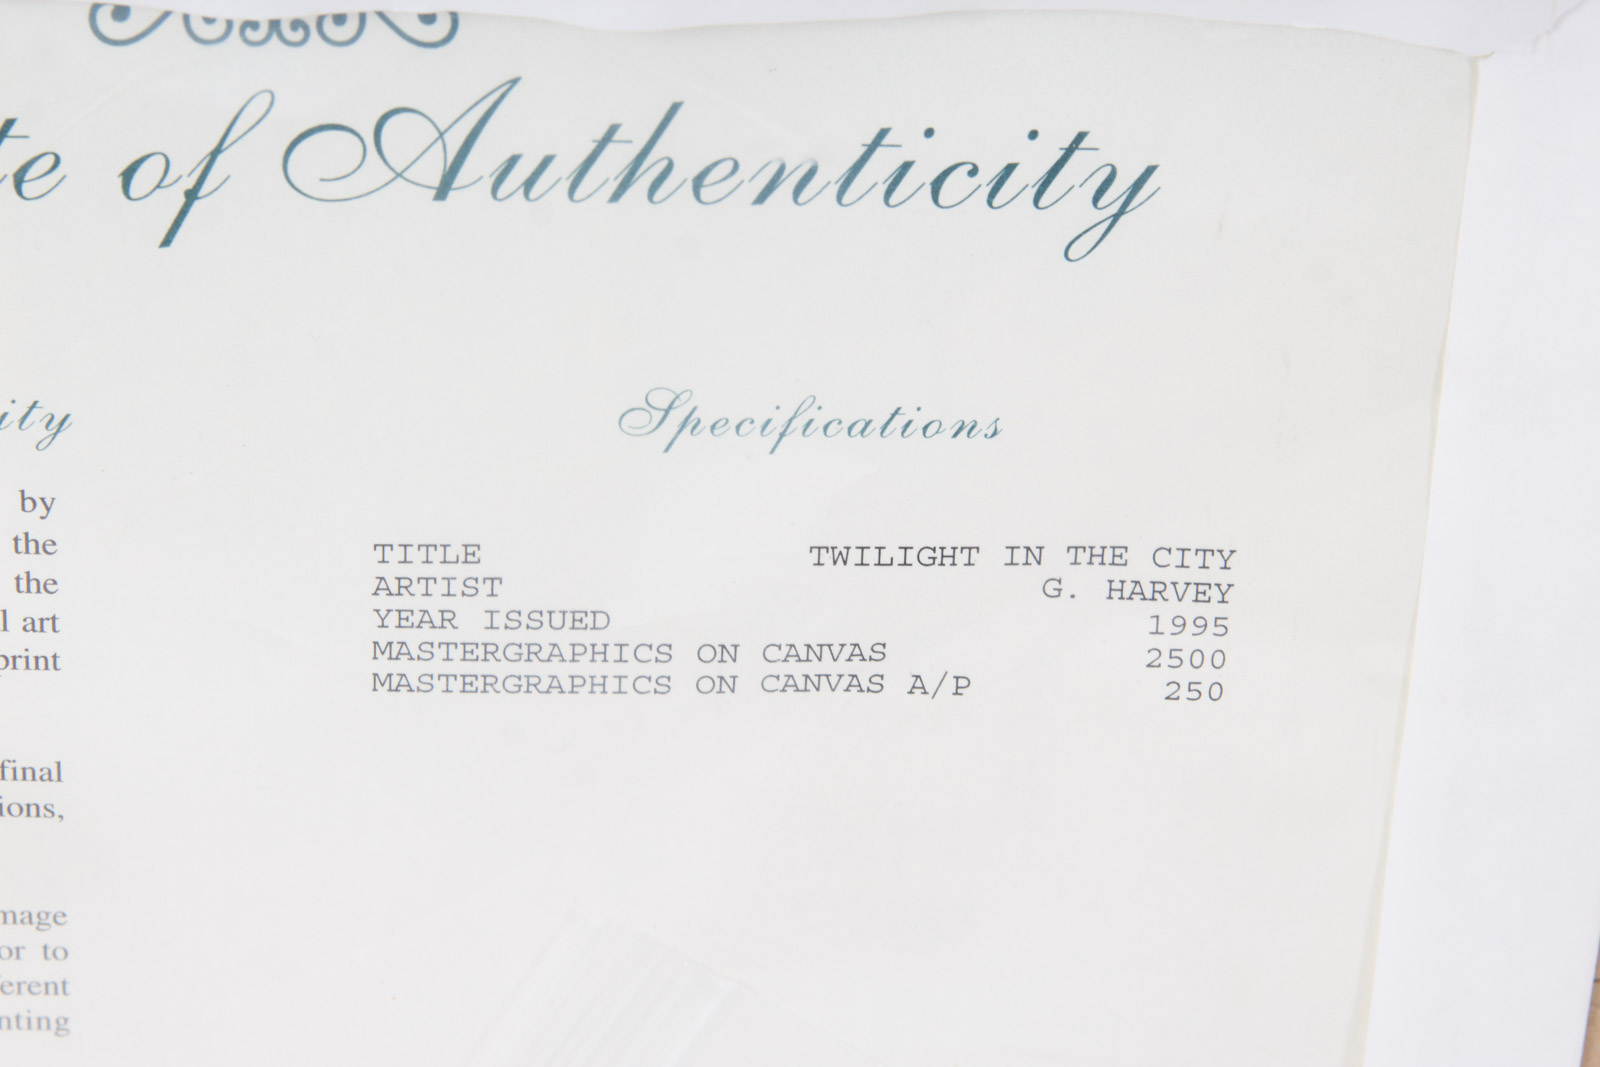 te of Authenticity
ity
by
the
the
l art
print
final
ions,
mage
or to
erent
nting
Specifications
TITLE TWILIGHT IN THE CITY
ARTIST G. HARVEY
YEAR ISSUED 1995
MASTERGRAPHICS ON CANVAS 2500
MASTERGRAPHICS ON CANVAS A/P 250